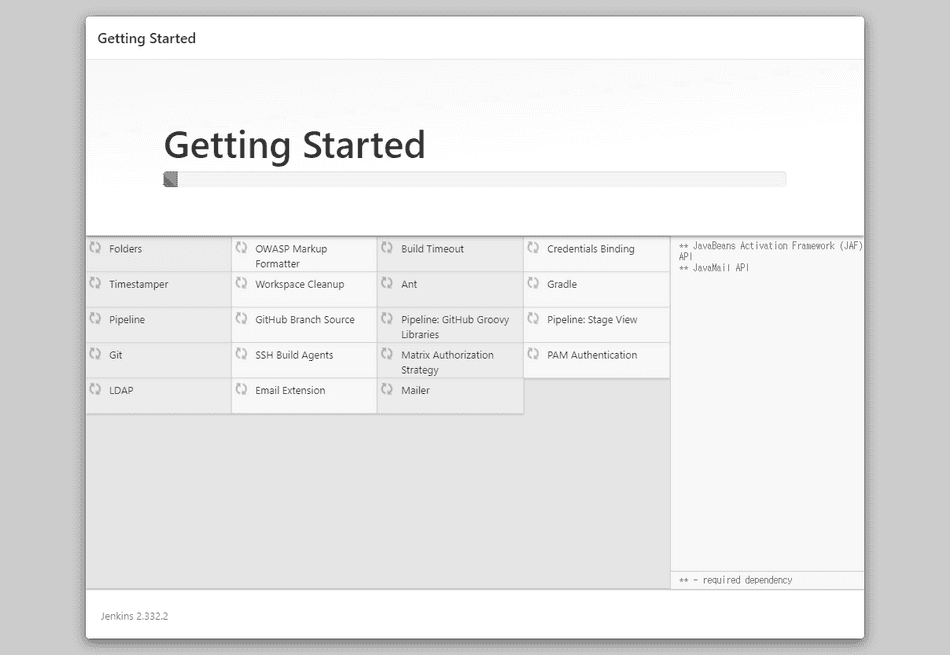 Getting Started
Getting Started
Folders
OWASP Markup
Formatter
Build Timeout
Credentials Binding
** JavaBeans Activation Framework (JAF)
API
** JavaMail API
Timestamper
Workspace Cleanup
Ant
Gradle
Pipeline
GitHub Branch Source
Pipeline: GitHub Groovy
Libraries
Pipeline: Stage View
Git
SSH Build Agents
Matrix Authorization
Strategy
PAM Authentication
LDAP
Email Extension
Mailer
** - required dependency
Jenkins 2.332.2